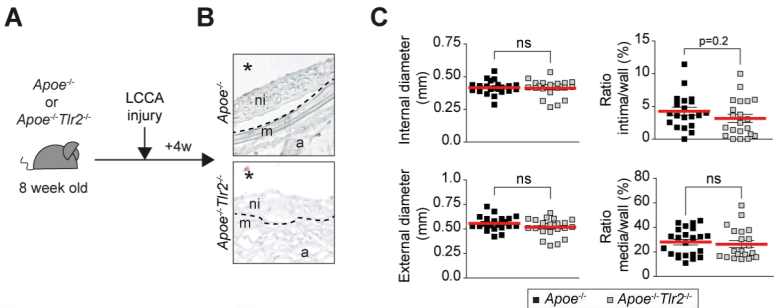 A
B
C
Apoe-/-
or
Apoe-/-Tlr2-/-
LCCA
injury
+4w
8 week old
Apoe-/-
*
ni
m
a
Apoe-/-Tlr2-/-
*
ni
m
a
Internal diameter
(mm)
0.75
0.50
0.25
0.00
ns
Ratio
intima/wall (%)
15
10
5
0
p=0.2
External diameter
(mm)
1.0
0.75
0.5
0.25
0.0
ns
Ratio
media/wall (%)
80
60
40
20
0
ns
Apoe-/- Apoe-/-Tlr2-/-